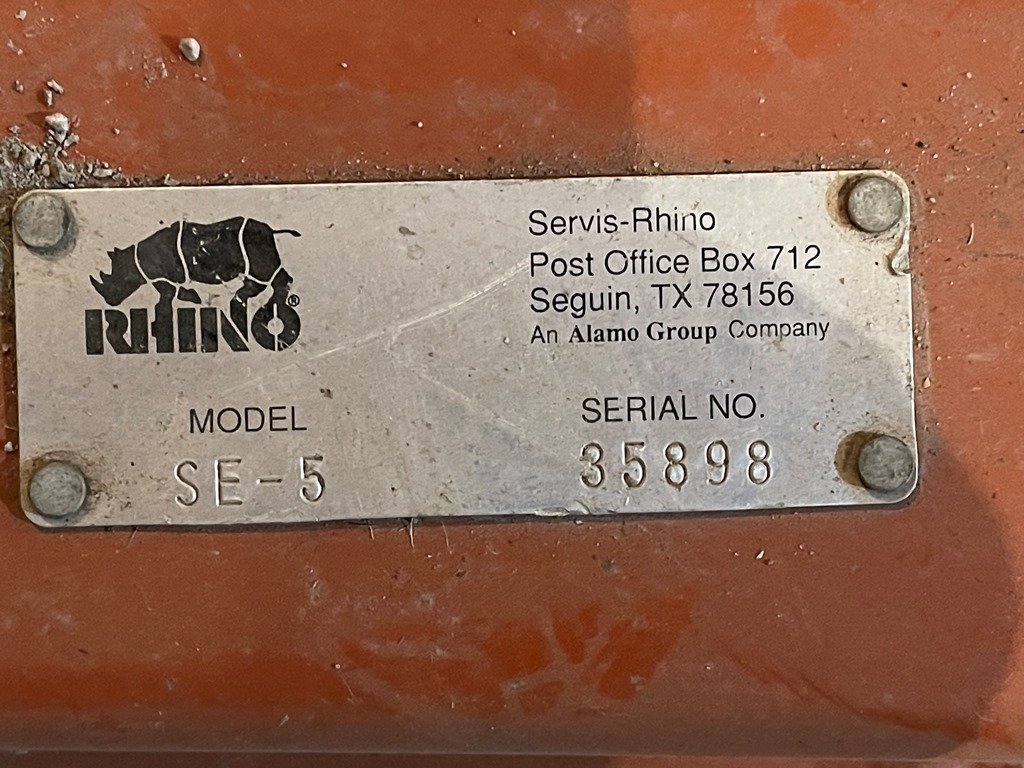 RHINO®
Servis-Rhino
Post Office Box 712
Seguin, TX 78156
An Alamo Group Company
MODEL
SE-5
SERIAL NO.
35898